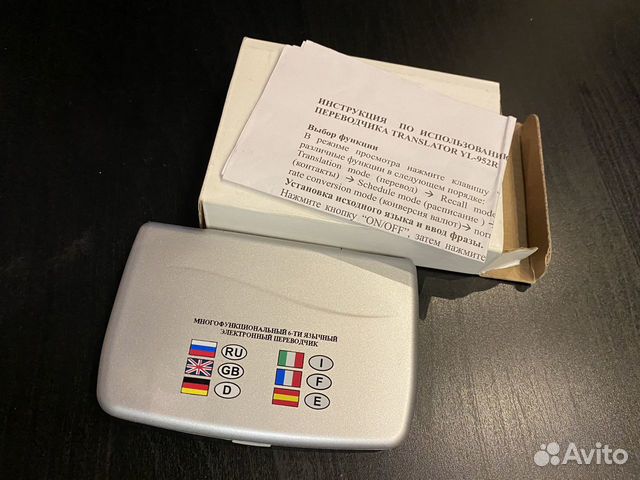 ИНСТРУКЦИЯ ПО ИСПОЛЬЗОВАНИ
ПЕРЕВОДЧИКА TRANSLATOR YL-952R
Выбор функции
В режиме просмотра нажмите клавишу
различные функции в следующем порядке:
Translation mode (перевод) → Recall mode
(контакты) → Schedule mode (расписание) →
rate conversion mode (конверсия валют)→ nor
Установка исходного языка и ввод фразы.
Нажмите кнопку "ON/OFF", затем нажмите
МНОГОФУНКЦИОНАЛЬНЫЙ 6-ТИ ЯЗЫЧНЫЙ
ЭЛЕКТРОННЫЙ ПЕРЕВОДЧИК
RU I
GB F
D E
Avito